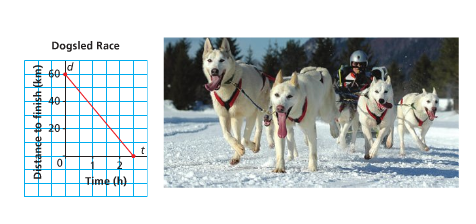 Dogsled Race
Distance to finish (km)
d
60
40
20
0
1
2
t
Time (h)